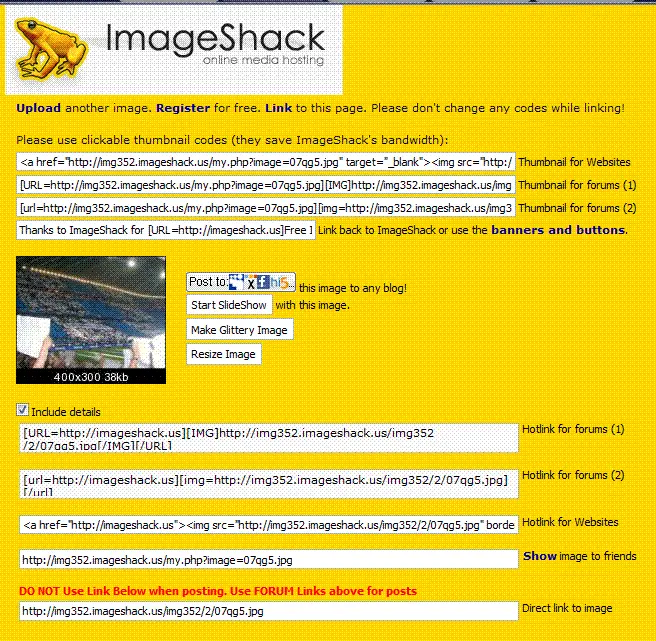 ImageShack
online media hosting
Upload another image. Register for free. Link to this page. Please don't change any codes while linking!
Please use clickable thumbnail codes (they save ImageShack's bandwidth):
<a href="http://img352.imageshack.us/my.php?image=07qg5.jpg" target="_blank"><img src="http:/ Thumbnail for Websites
[URL=http://img352.imageshack.us/my.php?image=07qg5.jpg][IMG]http://img352.imageshack.us/img Thumbnail for forums (1)
[url=http://img352.imageshack.us/my.php?image=07qg5.jpg][img=http://img352.imageshack.us/img3 Thumbnail for forums (2)
Thanks to ImageShack for [URL=http://imageshack.us]Free I Link back to ImageShack or use the banners and buttons.
Post to: X f hi5... this image to any blog!
Start SlideShow with this image.
Make Glittery Image
Resize Image
400x300 38kb
Include details
[URL=http://imageshack.us][IMG]http://img352.imageshack.us/img352 Hotlink for forums (1)
/2/07qg5.jpg[/IMG][/URL]
[url=http://imageshack.us][img=http://img352.imageshack.us/img352/2/07qg5.jpg] Hotlink for forums (2)
[/url]
<a href="http://imageshack.us"><img src="http://img352.imageshack.us/img352/2/07qg5.jpg" borde Hotlink for Websites
http://img352.imageshack.us/my.php?image=07qg5.jpg Show image to friends
DO NOT Use Link Below when posting. Use FORUM Links above for posts
http://img352.imageshack.us/img352/2/07qg5.jpg Direct link to image